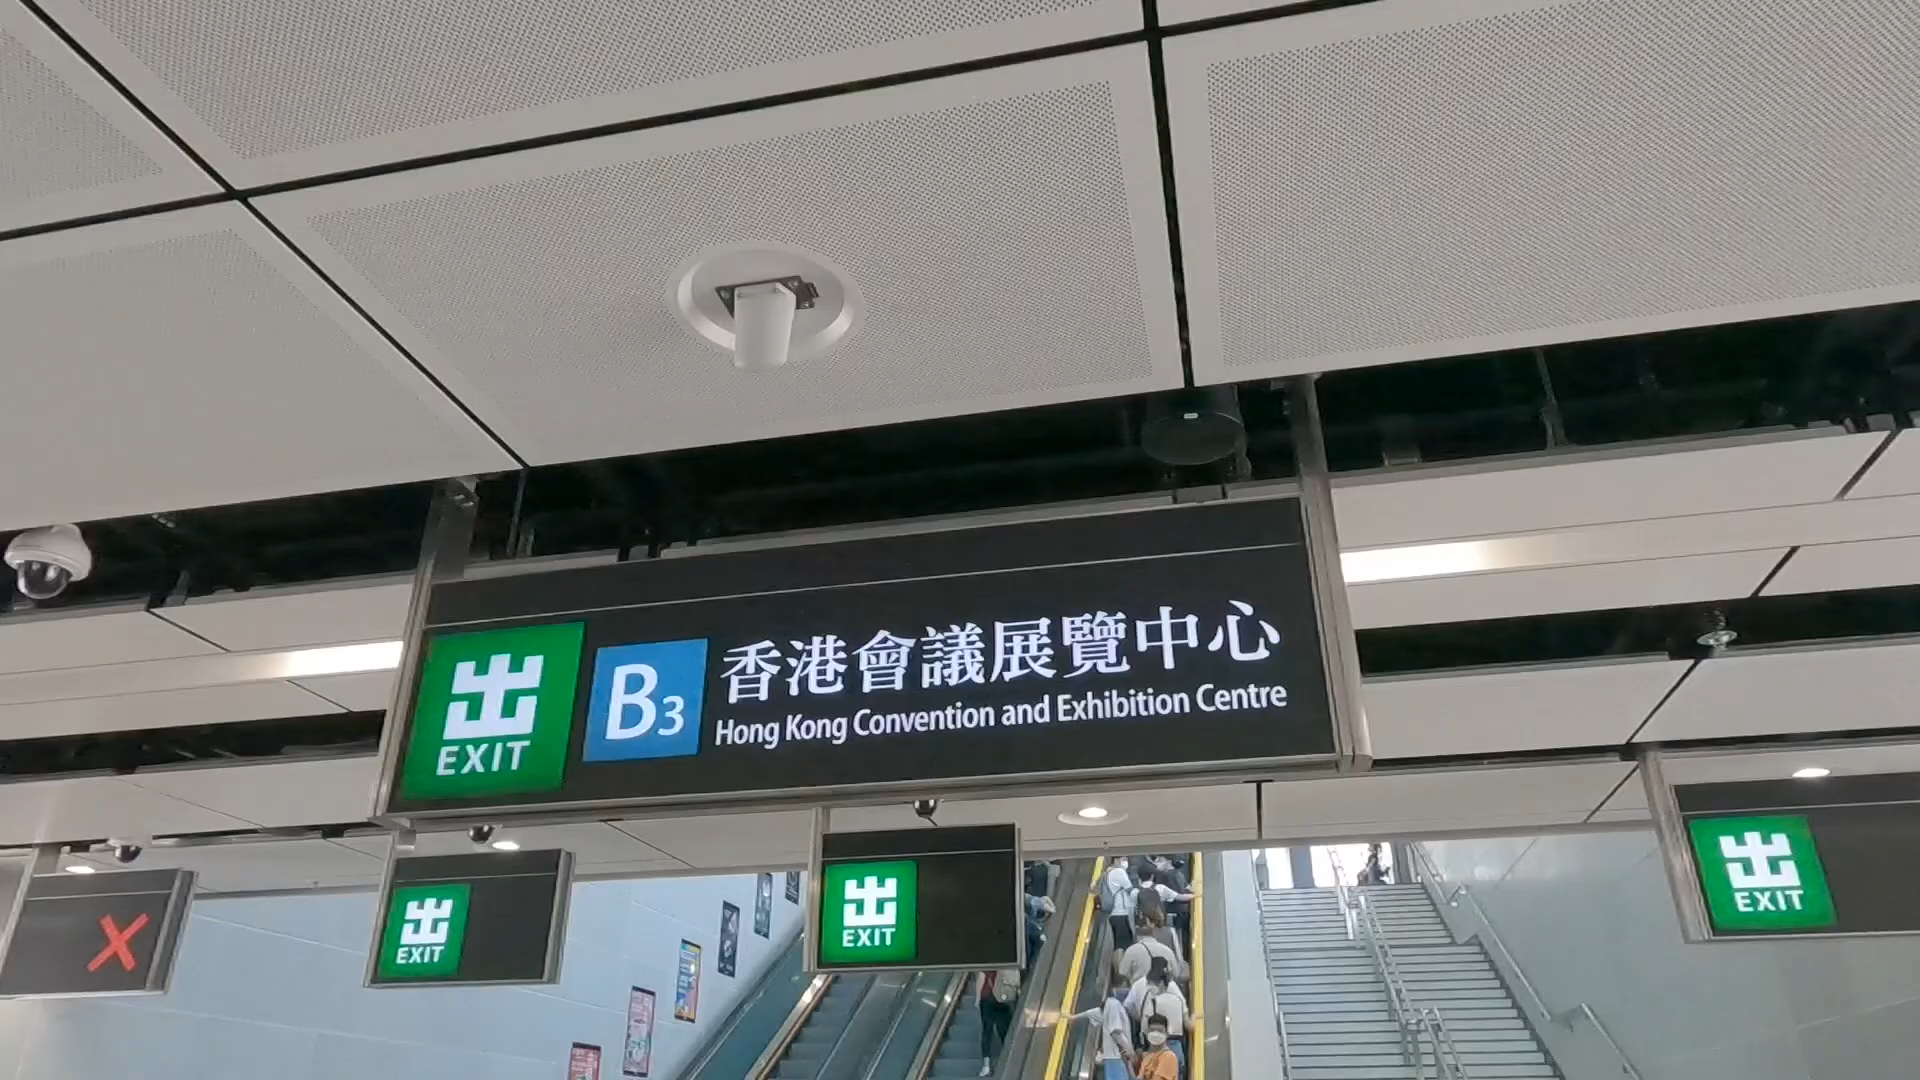 出
EXIT
B3
香港會議展覽中心
Hong Kong Convention and Exhibition Centre
出
EXIT
出
EXIT
出
EXIT